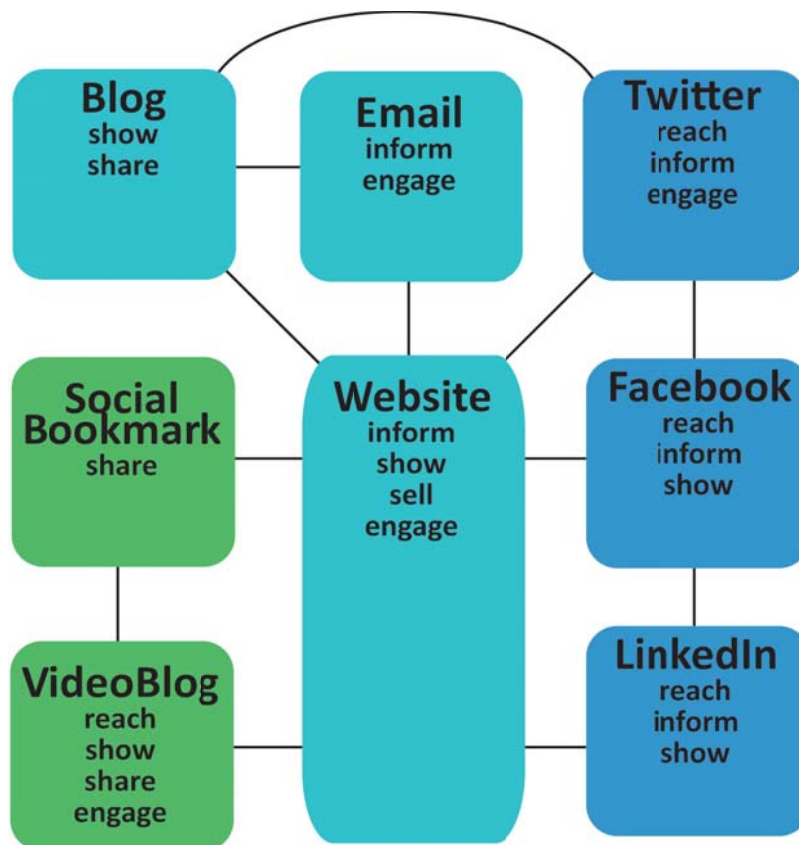 Blog
show
share
Email
inform
engage
Twitter
reach
inform
engage
Social
Bookmark
share
Website
inform
show
sell
engage
Facebook
reach
inform
show
VideoBlog
reach
show
share
engage
LinkedIn
reach
inform
show